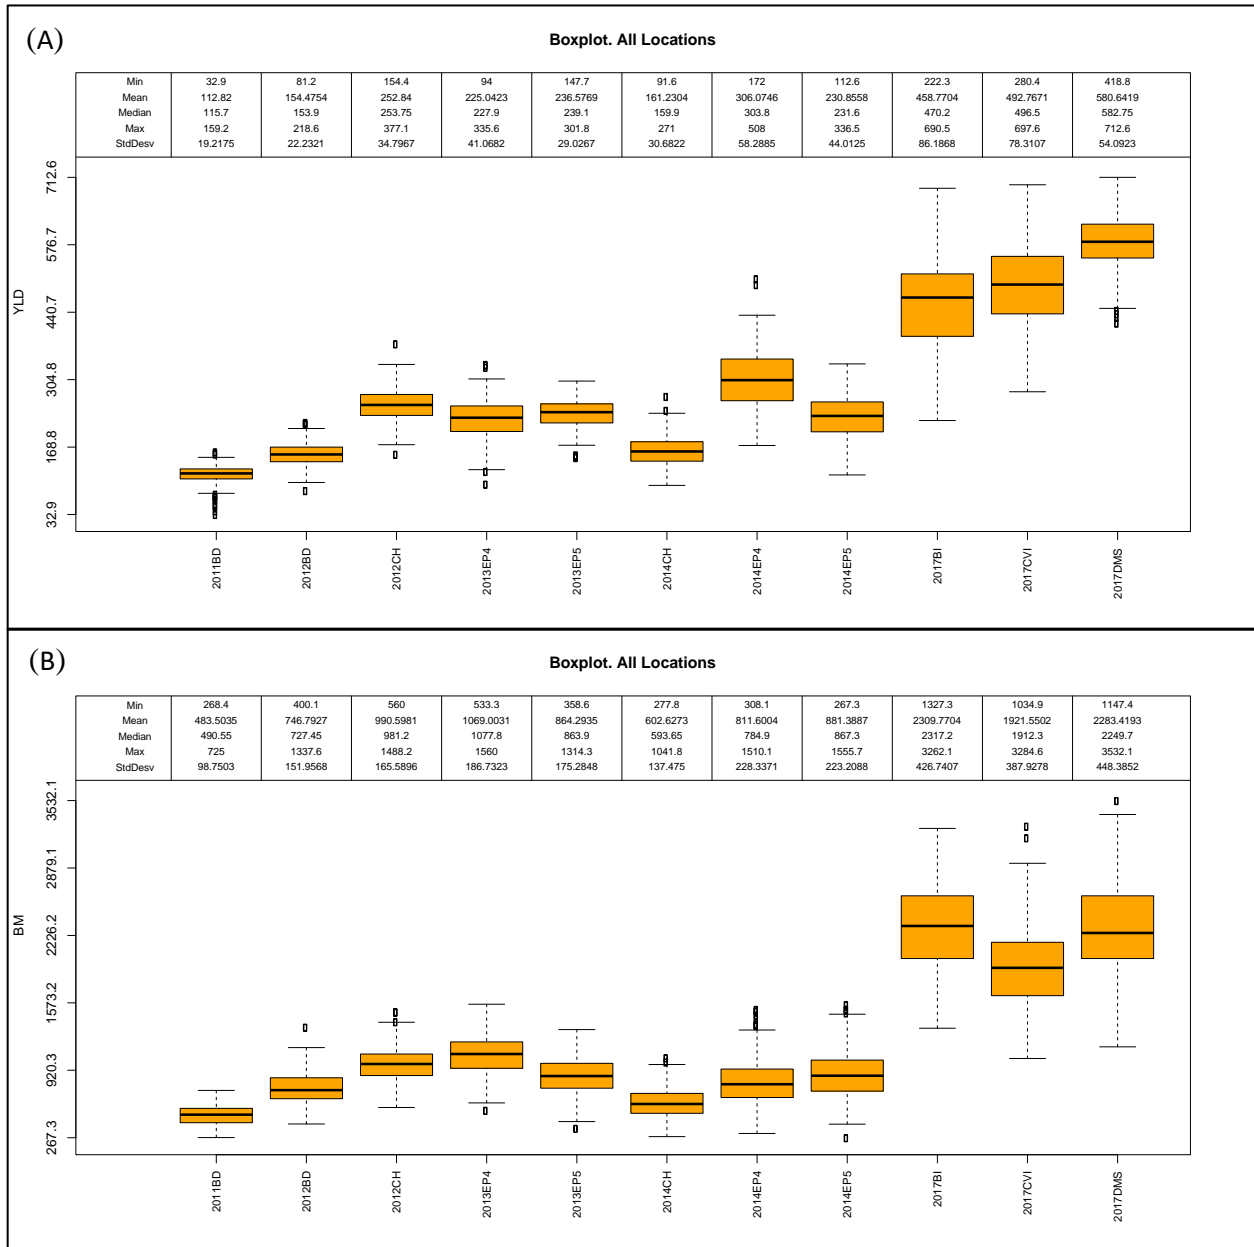 (A)
Boxplot. All Locations
Min 32.9 81.2 154.4 94 147.7 91.6 172 112.6 222.3 280.4 418.8
Mean 112.82 154.4754 252.84 225.0423 236.5769 161.2304 306.0746 230.8558 458.7704 492.7671 580.6419
Median 115.7 153.9 253.75 227.9 239.1 159.9 303.8 231.6 470.2 496.5 582.75
Max 159.2 218.6 377.1 335.6 301.8 271 508 336.5 690.5 697.6 712.6
StdDesv 19.2175 22.2321 34.7967 41.0682 29.0267 30.6822 58.2885 44.0125 86.1868 78.3107 54.0923
712.6
576.7
440.7
304.8
168.8
32.9
YLD
2011BD 2012BD 2012CH 2013EP4 2013EP5 2014CH 2014EP4 2014EP5 2017BI 2017CVI 2017DMS
(B)
Boxplot. All Locations
Min 268.4 400.1 560 533.3 358.6 277.8 308.1 267.3 1327.3 1034.9 1147.4
Mean 483.5035 746.7927 990.5981 1069.0031 864.2935 602.6273 811.6004 881.3887 2309.7704 1921.5502 2283.4193
Median 490.55 727.45 981.2 1077.8 863.9 593.65 784.9 867.3 2317.2 1912.3 2249.7
Max 725 1337.6 1488.2 1560 1314.3 1041.8 1510.1 1555.7 3262.1 3284.6 3532.1
StdDesv 98.7503 151.9568 165.5896 186.7323 175.2848 137.475 228.3371 223.2088 426.7407 387.9278 448.3852
3532.1
2879.1
2226.2
1573.2
920.3
267.3
BM
2011BD 2012BD 2012CH 2013EP4 2013EP5 2014CH 2014EP4 2014EP5 2017BI 2017CVI 2017DMS